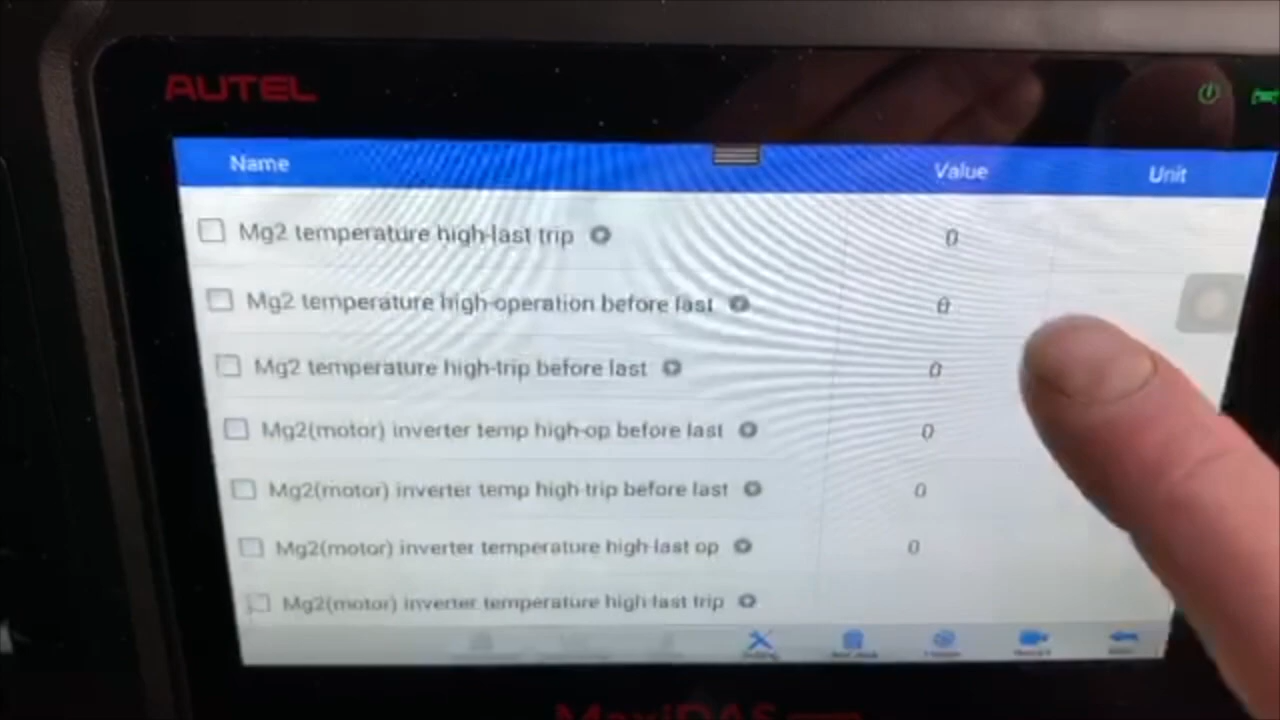 AUTEL
Name Value Unit
Mg2 temperature high-last trip 0
Mg2 temperature high-operation before last 0
Mg2 temperature high-trip before last 0
Mg2(motor) inverter temp high-op before last 0
Mg2(motor) inverter temp high-trip before last 0
Mg2(motor) inverter temperature high-last op 0
Mg2(motor) inverter temperature high-last trip
MaxiDAS